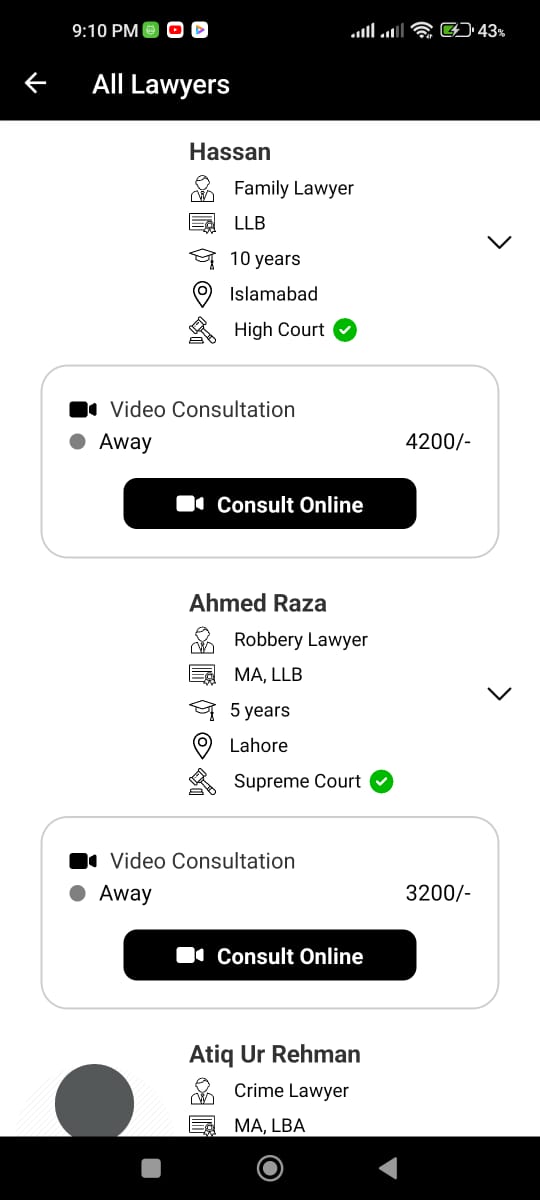 9:10 PM 43%
All Lawyers
Hassan
Family Lawyer
LLB
10 years
Islamabad
High Court
Video Consultation
Away 4200/-
Consult Online
Ahmed Raza
Robbery Lawyer
MA, LLB
5 years
Lahore
Supreme Court
Video Consultation
Away 3200/-
Consult Online
Atiq Ur Rehman
Crime Lawyer
MA, LBA